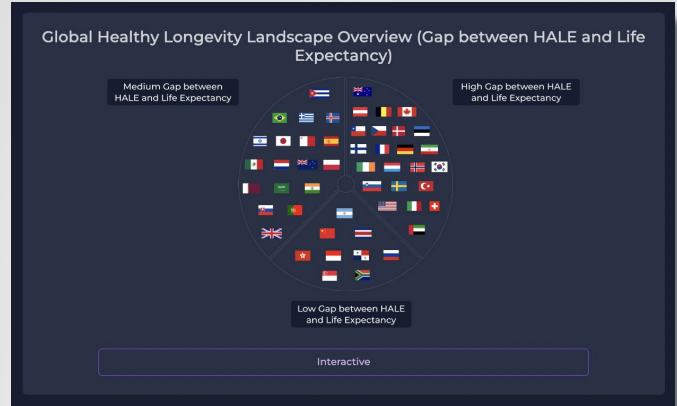 Global Healthy Longevity Landscape Overview (Gap between HALE and Life
Expectancy)
Medium Gap between
HALE and Life Expectancy
High Gap between HALE
and Life Expectancy
Low Gap between HALE
and Life Expectancy
Interactive